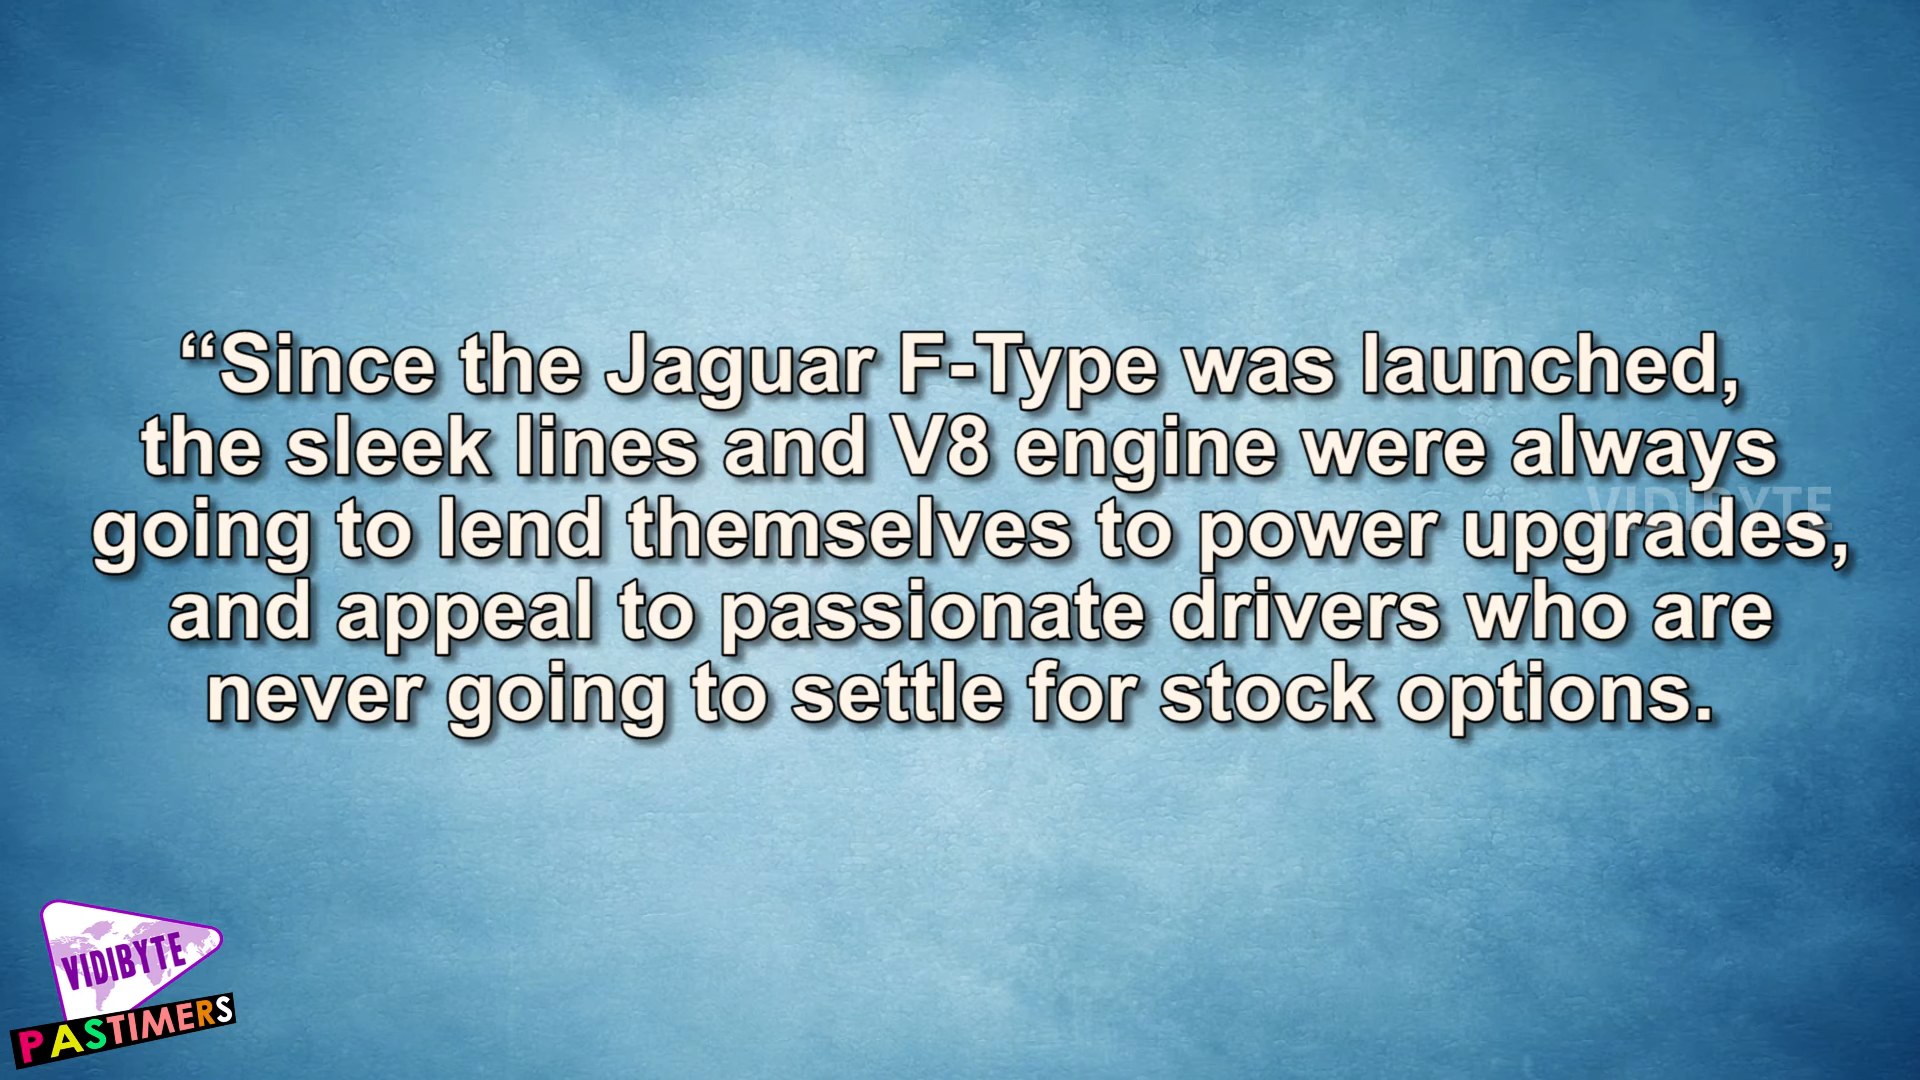 “Since the Jaguar F-Type was launched,
the sleek lines and V8 engine were always
going to lend themselves to power upgrades,
and appeal to passionate drivers who are
never going to settle for stock options.
VIDIBYTE
VIDIBYTE
PASTIMERS